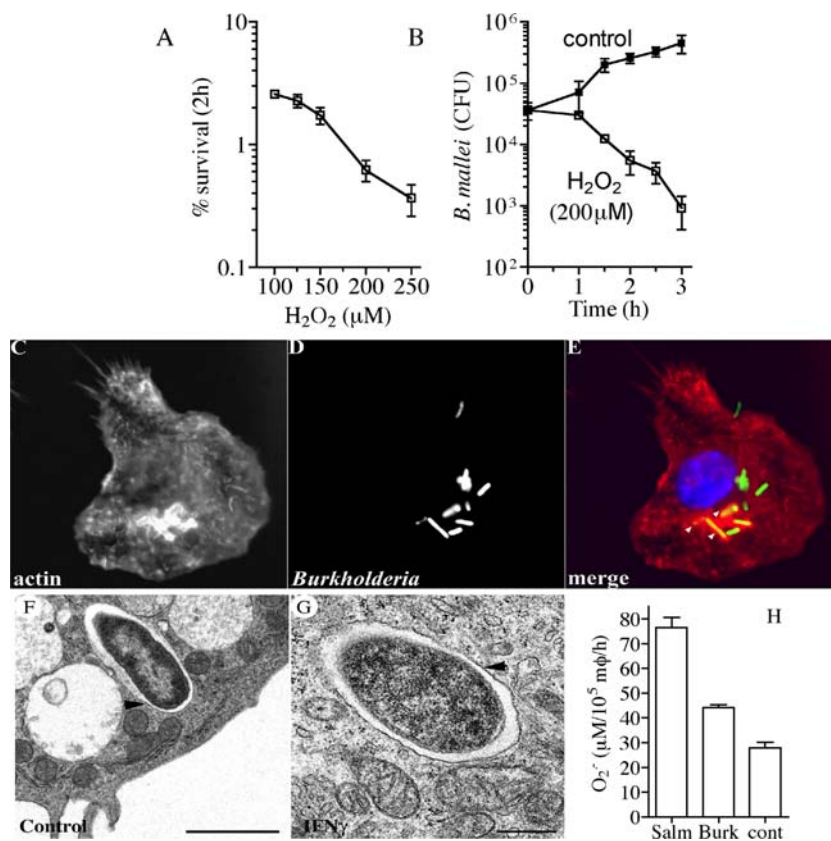 A
% survival (2h)
10
1
0.1
100 150 200 250
H₂O₂ (μM)
B
B. mallei (CFU)
10⁶
10⁵
10⁴
10³
10²
control
H₂O₂
(200μM)
0 1 2 3
Time (h)
C
actin
D
Burkholderia
E
merge
F
Control
G
IFNγ
H
O₂⁻ (μM/10⁵ mφ/h)
80
70
60
50
40
30
20
10
0
Salm Burk cont